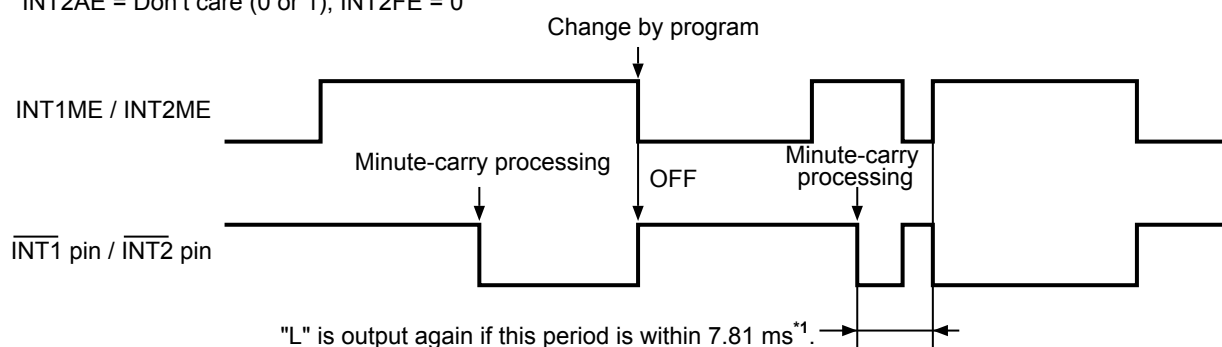 INT2AE = Don't care (0 or 1), INT2FE = 0
Change by program
INT1ME / INT2ME
Minute-carry processing
OFF
Minute-carry
processing
INT1 pin / INT2 pin
"L" is output again if this period is within 7.81 ms*1.